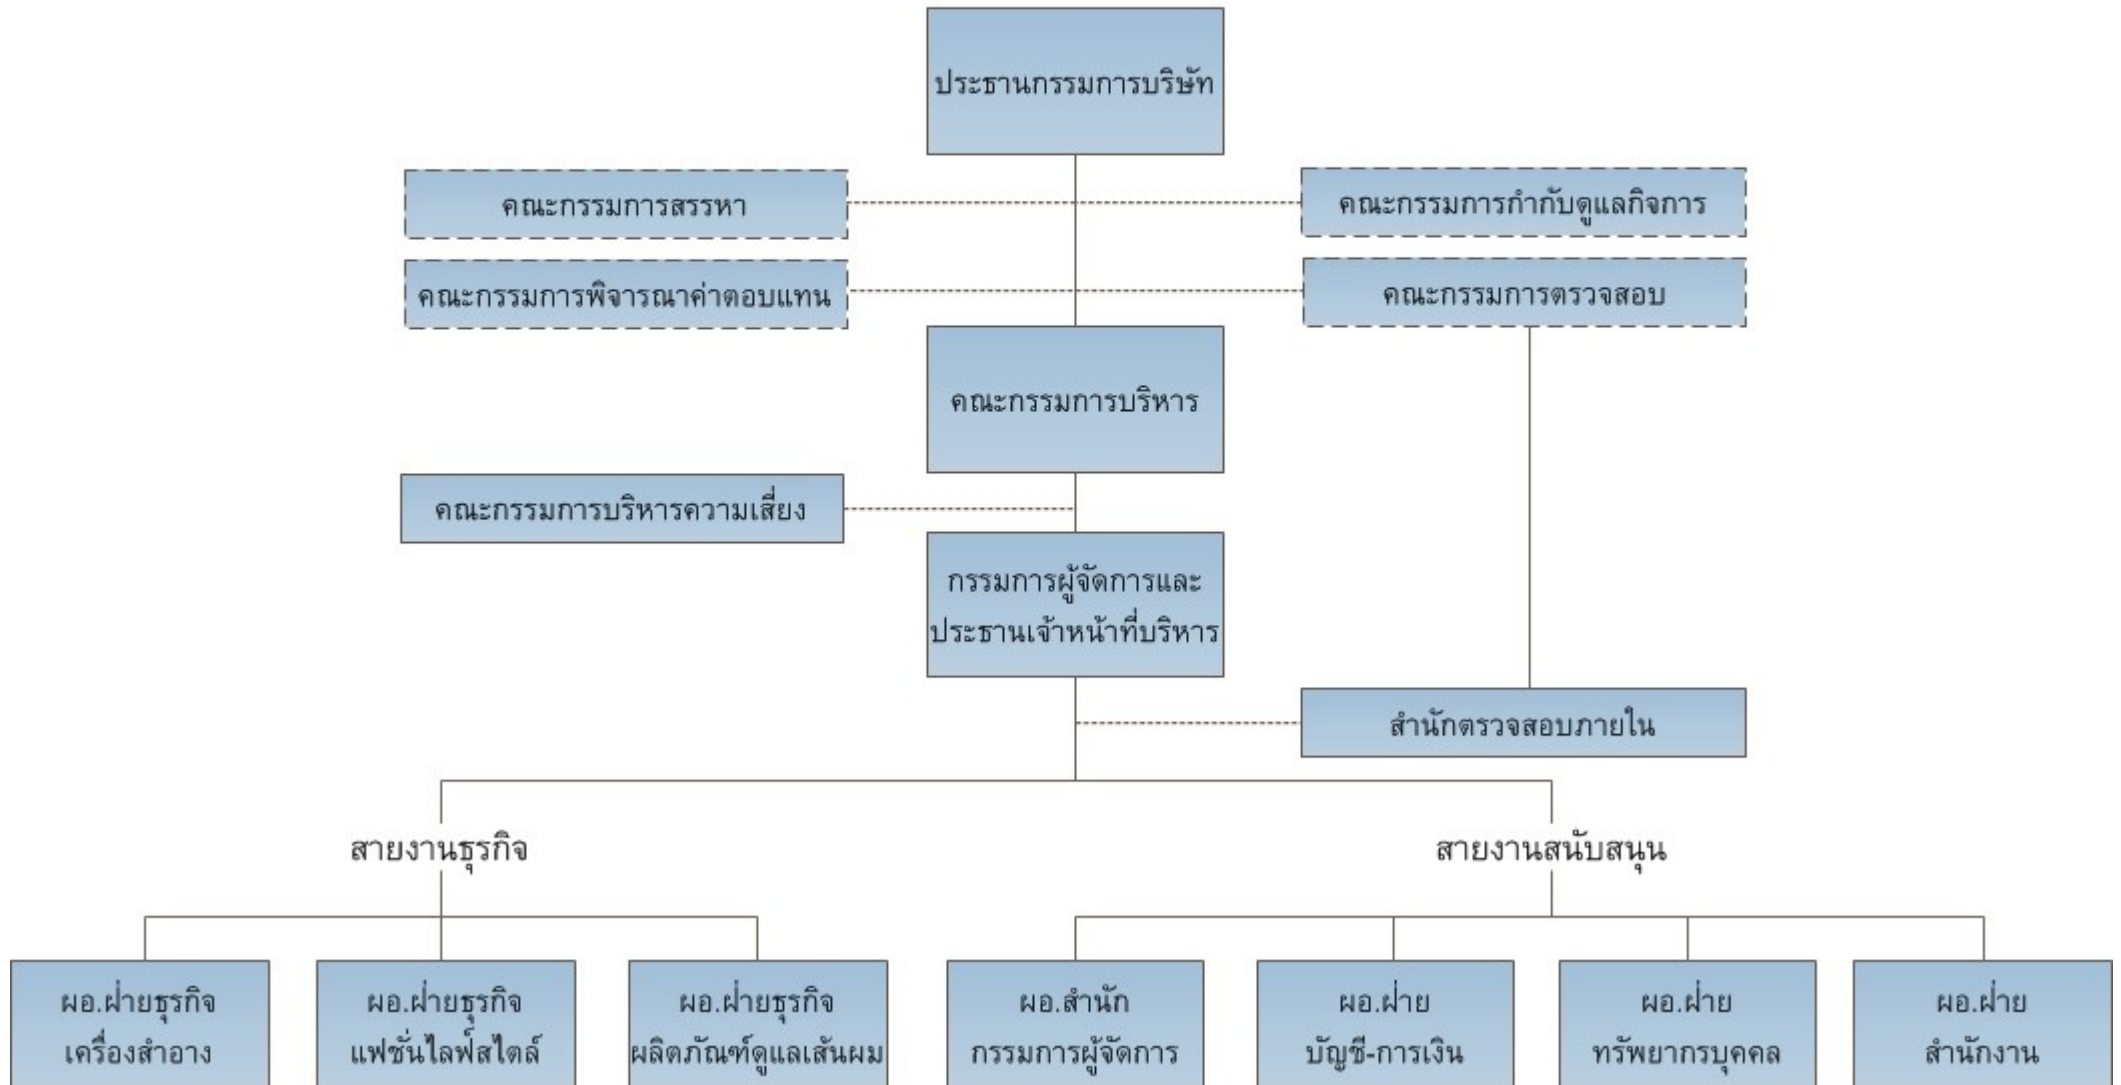 ประธานกรรมการบริษัท
คณะกรรมการสรรหา
คณะกรรมการกำกับดูแลกิจการ
คณะกรรมการพิจารณาค่าตอบแทน
คณะกรรมการตรวจสอบ
คณะกรรมการบริหาร
คณะกรรมการบริหารความเสี่ยง
กรรมการผู้จัดการและ
ประธานเจ้าหน้าที่บริหาร
สำนักตรวจสอบภายใน
สายงานธุรกิจ
สายงานสนับสนุน
ผอ.ฝ่ายธุรกิจ
เครื่องสำอาง
ผอ.ฝ่ายธุรกิจ
แฟชั่นไลฟ์สไตล์
ผอ.ฝ่ายธุรกิจ
ผลิตภัณฑ์ดูแลเส้นผม
ผอ.สำนัก
กรรมการผู้จัดการ
ผอ.ฝ่าย
บัญชี-การเงิน
ผอ.ฝ่าย
ทรัพยากรบุคคล
ผอ.ฝ่าย
สำนักงาน